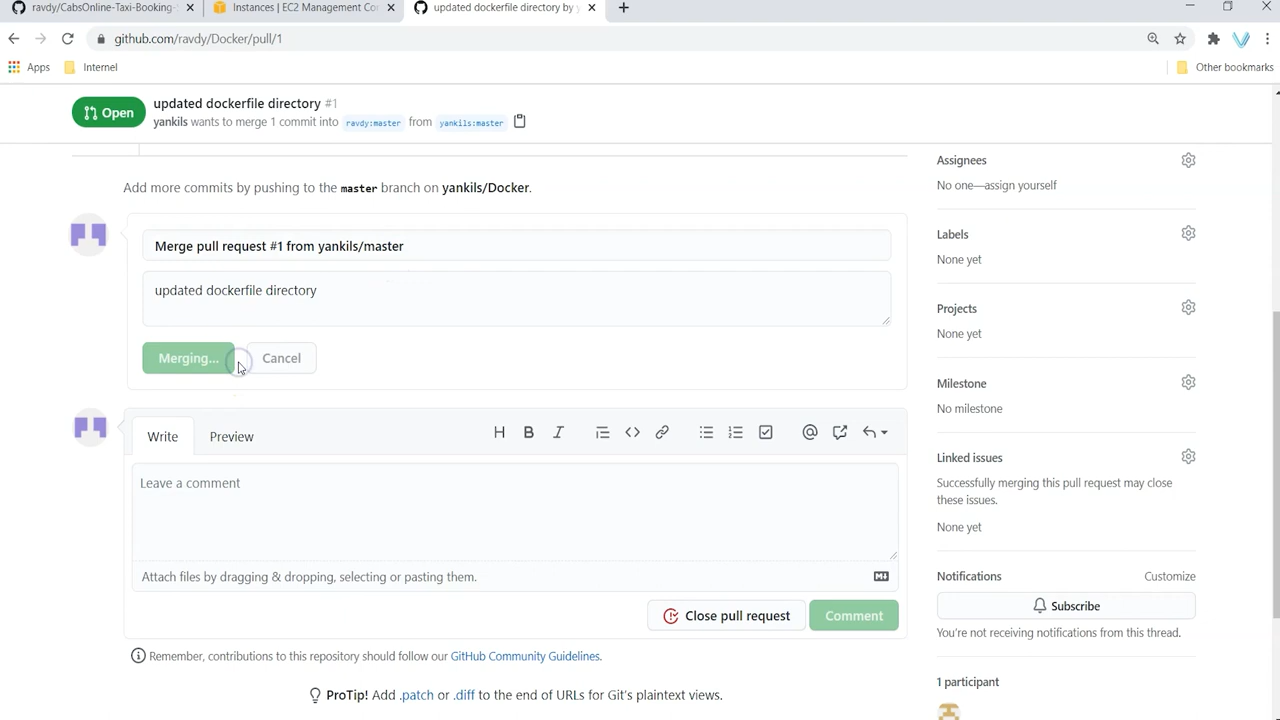 ravdy/CabsOnline-Taxi-Booking-
Instances | EC2 Management Co
updated dockerfile directory by
github.com/ravdy/Docker/pull/1
Apps
Internet
Other bookmarks
Open
updated dockerfile directory #1
yankils wants to merge 1 commit into ravdy:master from yankils:master
Add more commits by pushing to the master branch on yankils/Docker.
Merge pull request #1 from yankils/master
updated dockerfile directory
Merging...
Cancel
Write
Preview
Leave a comment
Attach files by dragging & dropping, selecting or pasting them.
Close pull request
Comment
Remember, contributions to this repository should follow our GitHub Community Guidelines.
ProTip! Add .patch or .diff to the end of URLs for Git's plaintext views.
Assignees
No one—assign yourself
Labels
None yet
Projects
None yet
Milestone
No milestone
Linked issues
Successfully merging this pull request may close
these issues.
None yet
Notifications
Customize
Subscribe
You're not receiving notifications from this thread.
1 participant